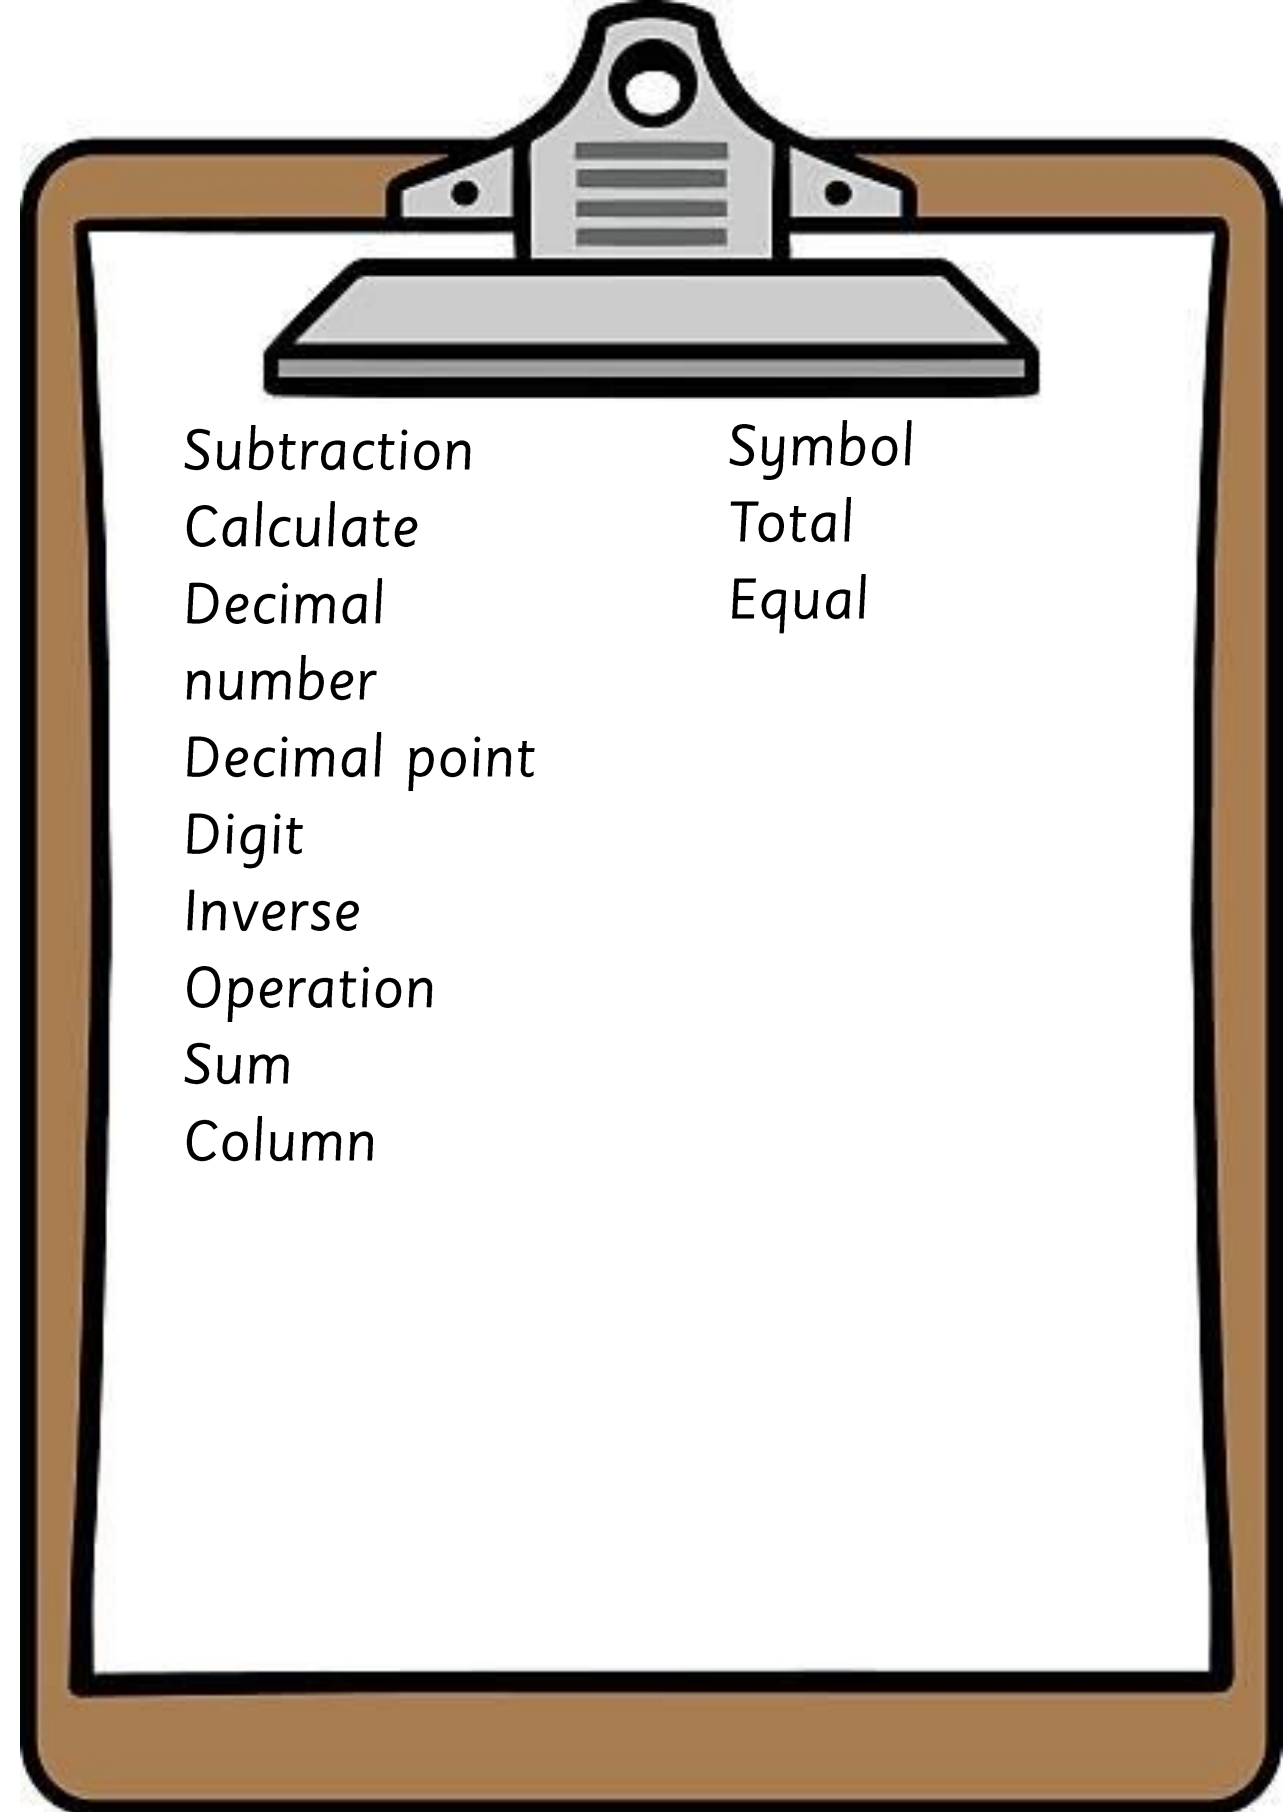 Subtraction
Calculate
Decimal
number
Decimal point
Digit
Inverse
Operation
Sum
Column
Symbol
Total
Equal